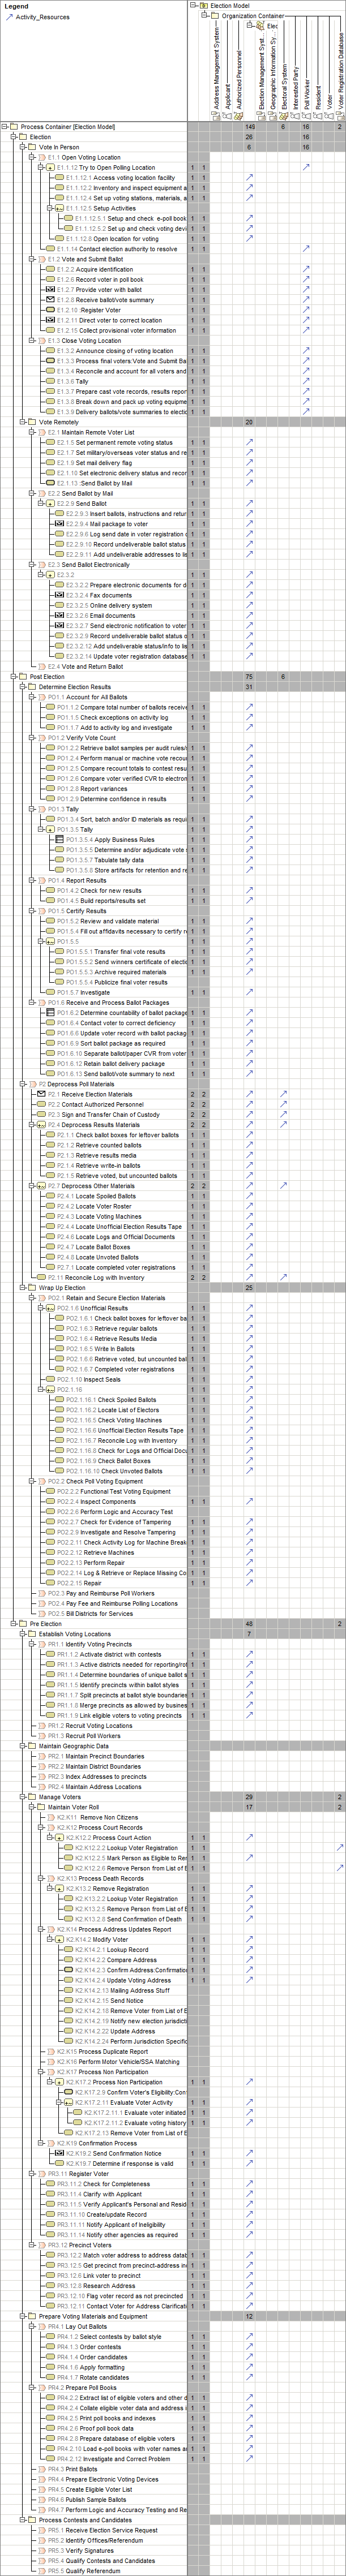 Legend
Activity_Resources
Election Model
Organization Container
Elec
Address Management System
Applicant
Authorized Personnel
Election Management Syst
Geographic Information Sy
Electoral System
Interested Party
Poll Worker
Resident
Voter
Voter Registration Database
Process Container [Election Model] 148 6 16 2
Election 26 16
Vote In Person 6 16
E1.1 Open Voting Location
E1.1.12 Try to Open Polling Location 1 1
E1.1.12.1 Access voting location facility 1 1
E1.1.12.2 Inventory and inspect equipment a 1 1
E1.1.12.4 Set up voting stations, materials, a 1 1
E1.1.12.5 Setup Activities 1 1
E1.1.12.5.1 Setup and check e-poll book 1 1
E1.1.12.5.2 Set up and check voting devi 1 1
E1.1.12.8 Open location for voting 1 1
E1.1.14 Contact election authority to resolve 1 1
E1.2 Vote and Submit Ballot
E1.2.2 Acquire identification 1 1
E1.2.6 Record voter in poll book 1 1
E1.2.7 Provide voter with ballot 1 1
E1.2.8 Receive ballot/vote summary 1 1
E1.2.10 :Register Voter 1 1
E1.2.11 Direct voter to correct location 1 1
E1.2.15 Collect provisional voter information 1 1
E1.3 Close Voting Location
E1.3.2 Announce closing of voting location 1 1
E1.3.3 Process final voters:Vote and Submit Ba 1 1
E1.3.4 Reconcile and account for all voters and 1 1
E1.3.6 Tally 1 1
E1.3.7 Prepare cast vote records, results repor 1 1
E1.3.8 Break down and pack up voting equipme 1 1
E1.3.9 Delivery ballots/vote summaries to electio 1 1
Vote Remotely 20
E2.1 Maintain Remote Voter List
E2.1.5 Set permanent remote voting status 1 1
E2.1.7 Set military/overseas voter status and re 1 1
E2.1.9 Set mail delivery flag 1 1
E2.1.10 Set electronic delivery status and recor 1 1
E2.1.13 :Send Ballot by Mail 1 1
E2.2 Send Ballot by Mail
E2.2.9 Send Ballot 1 1
E2.2.9.3 Insert ballots, instructions and retur 1 1
E2.2.9.4 Mail package to voter 1 1
E2.2.9.6 Log send date in voter registration d 1 1
E2.2.9.10 Record undeliverable ballot status 1 1
E2.2.9.11 Add undeliverable addresses to lis 1 1
E2.3 Send Ballot Electronically
E2.3.2 1 1
E2.3.2.2 Prepare electronic documents for d 1 1
E2.3.2.4 Fax documents 1 1
E2.3.2.5 Online delivery system 1 1
E2.3.2.6 Email documents 1 1
E2.3.2.7 Send electronic notification to voter 1 1
E2.3.2.9 Record undeliverable ballot status o 1 1
E2.3.2.12 Add undeliverable status/info to li 1 1
E2.3.2.14 Update voter registration database 1 1
E2.4 Vote and Return Ballot
Post Election 75 6
Determine Election Results 31
PO1.1 Account for All Ballots
PO1.1.2 Compare total number of ballots receive 1 1
PO1.1.5 Check exceptions on activity log 1 1
PO1.1.7 Add to activity log and investigate 1 1
PO1.2 Verify Vote Count
PO1.2.2 Retrieve ballot samples per audit rules/ 1 1
PO1.2.4 Perform manual or machine vote recou 1 1
PO1.2.5 Compare recount totals to contest resu 1 1
PO1.2.6 Compare voter verified CVR to electron 1 1
PO1.2.8 Report variances 1 1
PO1.2.9 Determine confidence in results 1 1
PO1.3 Tally
PO1.3.4 Sort, batch and/or ID materials as requi 1 1
PO1.3.5 Tally 1 1
PO1.3.5.4 Apply Business Rules 1 1
PO1.3.5.5 Determine and/or adjudicate vote c 1 1
PO1.3.5.7 Tabulate tally data 1 1
PO1.3.5.8 Store artifacts for retention and re 1 1
PO1.4 Report Results
PO1.4.2 Check for new results 1 1
PO1.4.5 Build reports/results set 1 1
PO1.5 Certify Results
PO1.5.2 Review and validate material 1 1
PO1.5.4 Fill out affidavits necessary to certify r 1 1
PO1.5.5 1 1
PO1.5.5.1 Transfer final vote results 1 1
PO1.5.5.2 Send winners certificate of electi 1 1
PO1.5.5.3 Archive required materials 1 1
PO1.5.5.4 Publicize final voter results 1 1
PO1.5.7 Investigate 1 1
PO1.6 Receive and Process Ballot Packages
PO1.6.2 Determine countability of ballot package 1 1
PO1.6.4 Contact voter to correct deficiency 1 1
PO1.6.6 Update voter record with ballot packag 1 1
PO1.6.9 Sort ballot package as required 1 1
PO1.6.10 Separate ballot/paper CVR from voter 1 1
PO1.6.12 Retain ballot delivery package 1 1
PO1.6.13 Send ballot/vote summary to next 1 1
P2 Deprocess Poll Materials
P2.1 Receive Election Materials 2 2
P2.2 Contact Authorized Personnel 2 2
P2.3 Sign and Transfer Chain of Custody 2 2
P2.4 Deprocess Results Materials 2 2
P2.1.1 Check ballot boxes for leftover ballots 1 1
P2.1.2 Retrieve counted ballots 1 1
P2.1.3 Retrieve results media 1 1
P2.1.4 Retrieve write-in ballots 1 1
P2.1.5 Retrieve voted, but uncounted ballots 1 1
P2.7 Deprocess Other Materials 2 2
P2.4.1 Locate Spoiled Ballots 1 1
P2.4.2 Locate Voter Roster 1 1
P2.4.3 Locate Voting Machines 1 1
P2.4.4 Locate Unofficial Election Results Tape 1 1
P2.4.6 Locate Logs and Official Documents 1 1
P2.4.7 Locate Ballot Boxes 1 1
P2.4.8 Locate Unvoted Ballots 1 1
P2.7.1 Locate completed voter registrations 1 1
P2.11 Reconcile Log with Inventory 2 2
Wrap Up Election 25
PO2.1 Retain and Secure Election Materials
PO2.1.6 Unofficial Results 1 1
PO2.1.6.1 Check ballot boxes for leftover ba 1 1
PO2.1.6.2 Retrieve regular ballots 1 1
PO2.1.6.4 Retrieve Results Media 1 1
PO2.1.6.5 Write In Ballots 1 1
PO2.1.6.6 Retrieve voted, but uncounted bal 1 1
PO2.1.6.7 Completed voter registrations 1 1
PO2.1.10 Inspect Seals 1 1
PO2.1.16 1 1
PO2.1.16.1 Check Spoiled Ballots 1 1
PO2.1.16.2 Locate List of Electors 1 1
PO2.1.16.5 Check Voting Machines 1 1
PO2.1.16.6 Unofficial Election Results Tape 1 1
PO2.1.16.7 Reconcile Log with Inventory 1 1
PO2.1.16.8 Check for Logs and Official Docu 1 1
PO2.1.16.9 Check Ballot Boxes 1 1
PO2.1.16.10 Check Unvoted Ballots 1 1
PO2.2 Check Poll Voting Equipment
PO2.2.2 Functional Test Voting Equipment
PO2.2.4 Inspect Components 1 1
PO2.2.6 Perform Logic and Accuracy Test
PO2.2.7 Check for Evidence of Tampering 1 1
PO2.2.9 Investigate and Resolve Tampering 1 1
PO2.2.11 Check Activity Log for Machine Break 1 1
PO2.2.12 Retrieve Machines 1 1
PO2.2.13 Perform Repair 1 1
PO2.2.14 Log & Retrieve or Replace Missing Co 1 1
PO2.2.15 Repair 1 1
PO2.3 Pay and Reimburse Poll Workers
PO2.4 Pay Fee and Reimburse Polling Locations
PO2.5 Bill Districts for Services
Pre Election 48 2
Establish Voting Locations 7
PR1.1 Identify Voting Precincts
PR1.1.2 Activate district with contests 1 1
PR1.1.3 Active districts needed for reporting/rot 1 1
PR1.1.4 Determine boundaries of unique ballot s 1 1
PR1.1.5 Identify precincts within ballot styles 1 1
PR1.1.7 Split precincts at ballot style boundaries 1 1
PR1.1.8 Merge precincts as allowed by business 1 1
PR1.1.9 Link eligible voters to voting precincts 1 1
PR1.2 Recruit Voting Locations
PR1.3 Recruit Poll Workers
Maintain Geographic Data
PR2.1 Maintain Precinct Boundaries
PR2.2 Maintain District Boundaries
PR2.3 Index Addresses to precincts
PR2.4 Maintain Address Locations
Manage Voters 29 2
Maintain Voter Roll 17 2
K2.K11 Remove Non Citizens
K2.K12 Process Court Records
K2.K12.2 Process Court Action 1 1
K2.K12.2.2 Lookup Voter Registration 1 1
K2.K12.2.5 Mark Person as Eligible to Re 1 1
K2.K12.2.6 Remove Person from List of E 1 1
K2.K13 Process Death Records
K2.K13.2 Remove Registration 1 1
K2.K13.2.2 Lookup Voter Registration 1 1
K2.K13.2.5 Remove Person from List of E 1 1
K2.K13.2.8 Send Confirmation of Death 1 1
K2.K14 Process Address Updates Report
K2.K14.2 Modify Voter 1 1
K2.K14.2.1 Lookup Record 1 1
K2.K14.2.2 Compare Address 1 1
K2.K14.2.3 Confirm Address:Confirmation 1 1
K2.K14.2.4 Update Voting Address 1 1
K2.K14.2.13 Mailing Address Stuff
K2.K14.2.15 Send Notice
K2.K14.2.18 Remove Voter from List of E
K2.K14.2.19 Notify new election jurisdicti
K2.K14.2.22 Update Address
K2.K14.2.24 Perform Jurisdiction Specific
K2.K15 Process Duplicate Report
K2.K16 Perform Motor Vehicle/SSA Matching
K2.K17 Process Non Participation
K2.K17.2 Process Non Participation 1 1
K2.K17.2.9 Confirm Voter's Eligibility:Con 1 1
K2.K17.2.11 Evaluate Voter Activity 1 1
K2.K17.2.11.1 Evaluate voter initiated 1 1
K2.K17.2.11.2 Evaluate voting history 1 1
K2.K17.2.13 Remove Voter from List of E 1 1
K2.K19 Confirmation Process
K2.K19.2 Send Confirmation Notice 1 1
K2.K19.7 Determine if response is valid 1 1
PR3.11 Register Voter
PR3.11.2 Check for Completeness 1 1
PR3.11.4 Clarify with Applicant 1 1
PR3.11.5 Verify Applicant's Personal and Resid 1 1
PR3.11.10 Create/update Record 1 1
PR3.11.11 Notify Applicant of Ineligibility 1 1
PR3.11.14 Notify other agencies as required 1 1
PR3.12 Precinct Voters
PR3.12.2 Match voter address to address datab 1 1
PR3.12.5 Get precinct from precinct-address in 1 1
PR3.12.6 Link voter to precinct 1 1
PR3.12.8 Research Address 1 1
PR3.12.10 Flag voter record as not precincted 1 1
PR3.12.11 Contact Voter for Address Clarificati 1 1
Prepare Voting Materials and Equipment 12
PR4.1 Lay Out Ballots
PR4.1.2 Select contests by ballot style 1 1
PR4.1.3 Order contests 1 1
PR4.1.4 Order candidates 1 1
PR4.1.6 Apply formatting 1 1
PR4.1.7 Rotate candidates 1 1
PR4.2 Prepare Poll Books
PR4.2.2 Extract list of eligible voters and other d 1 1
PR4.2.4 Collate eligible voter data and address i 1 1
PR4.2.5 Print poll books and indexes 1 1
PR4.2.6 Proof poll book data 1 1
PR4.2.8 Prepare database of eligible voters 1 1
PR4.2.10 Load e-poll books with voter names a 1 1
PR4.2.12 Investigate and Correct Problem 1 1
PR4.3 Print Ballots
PR4.4 Prepare Electronic Voting Devices
PR4.5 Create Eligible Voter List
PR4.6 Publish Sample Ballots
PR4.7 Perform Logic and Accuracy Testing and Re
Process Contests and Candidates
PR5.1 Receive Election Service Request
PR5.2 Identify Offices/Referendum
PR5.3 Verify Signatures
PR5.4 Qualify Contests and Candidates
PR5.5 Qualify Referendum